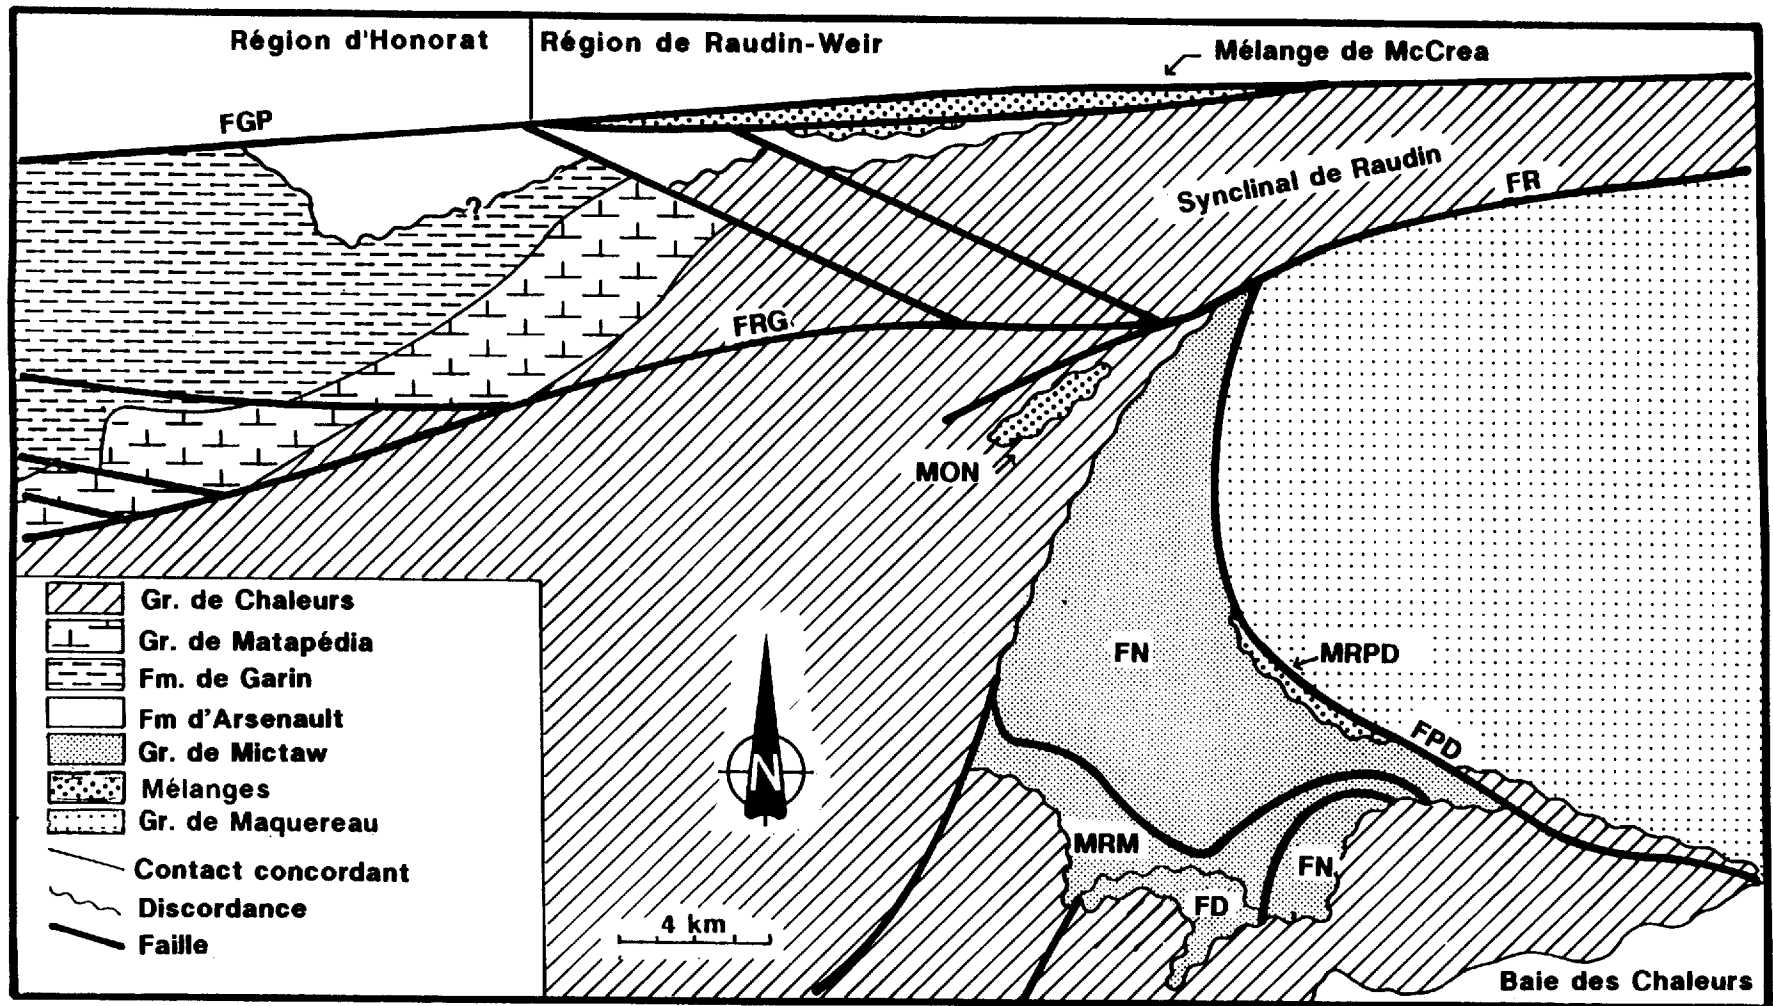 Région d'Honorat
Région de Raudin-Weir
Mélange de McCrea
FGP
Synclinal de Raudin
FR
?
FRG
MON
FN
MRPD
FPD
MRM
FN
FD
Gr. de Chaleurs
Gr. de Matapédia
Fm. de Garin
Fm d'Arsenault
Gr. de Mictaw
Mélanges
Gr. de Maquereau
Contact concordant
Discordance
Faille
N
4 km
Baie des Chaleurs